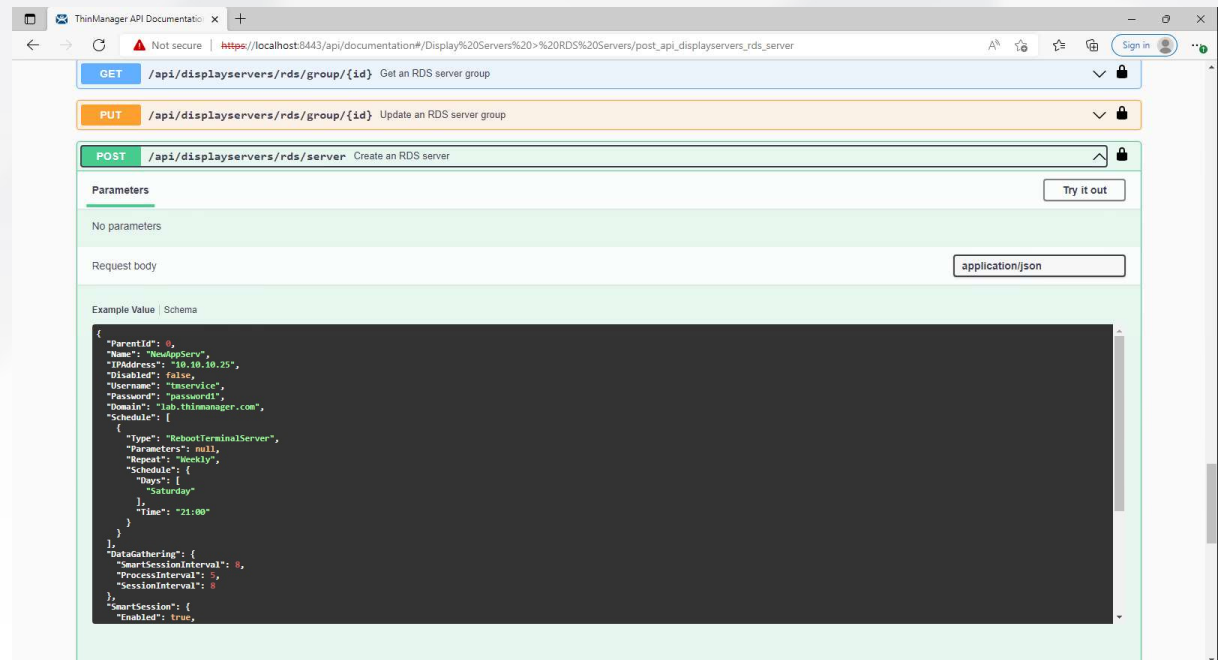 ThinManager API Documentatio
Not secure | https://localhost:8443/api/documentation#/Display%20Servers%20>%20RDS%20Servers/post_api_displayservers_rds_server
Sign in
GET /api/displayservers/rds/group/{id} Get an RDS server group
PUT /api/displayservers/rds/group/{id} Update an RDS server group
POST /api/displayservers/rds/server Create an RDS server
Parameters
Try it out
No parameters
Request body
application/json
Example Value | Schema
{
"ParentId": 0,
"Name": "NewAppServ",
"IPAddress": "10.10.10.25",
"Disabled": false,
"Username": "tmservice",
"Password": "password1",
"Domain": "lab.thinmanager.com",
"Schedule": [
{
"Type": "RebootTerminalServer",
"Parameters": null,
"Repeat": "Weekly",
"Schedule": {
"Days": [
"Saturday"
],
"Time": "21:00"
}
}
],
"DataGathering": {
"SmartSessionInterval": 8,
"ProcessInterval": 5,
"SessionInterval": 8
},
"SmartSession": {
"Enabled": true,